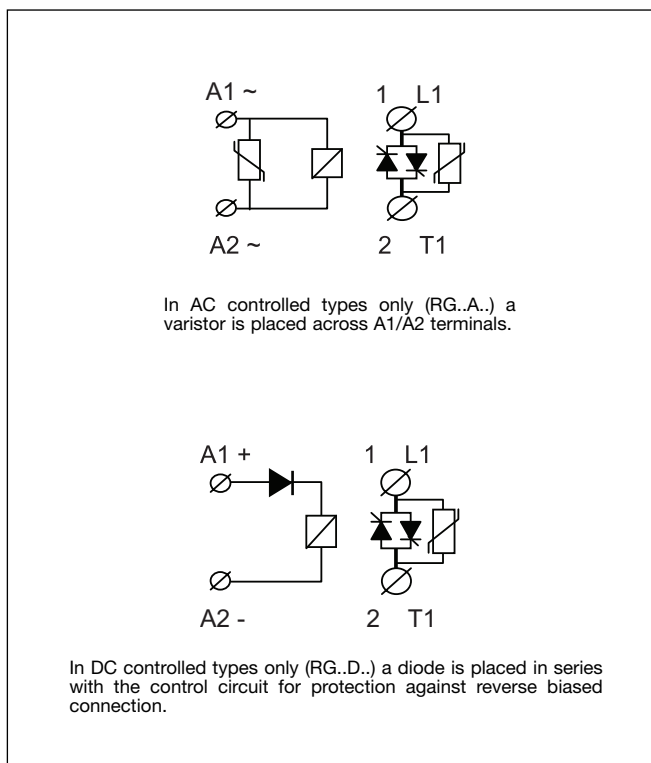 A1 ~
1 L1
A2 ~
2 T1
In AC controlled types only (RG..A..) a
varistor is placed across A1/A2 terminals.
A1 +
1 L1
A2 -
2 T1
In DC controlled types only (RG..D..) a diode is placed in series
with the control circuit for protection against reverse biased
connection.